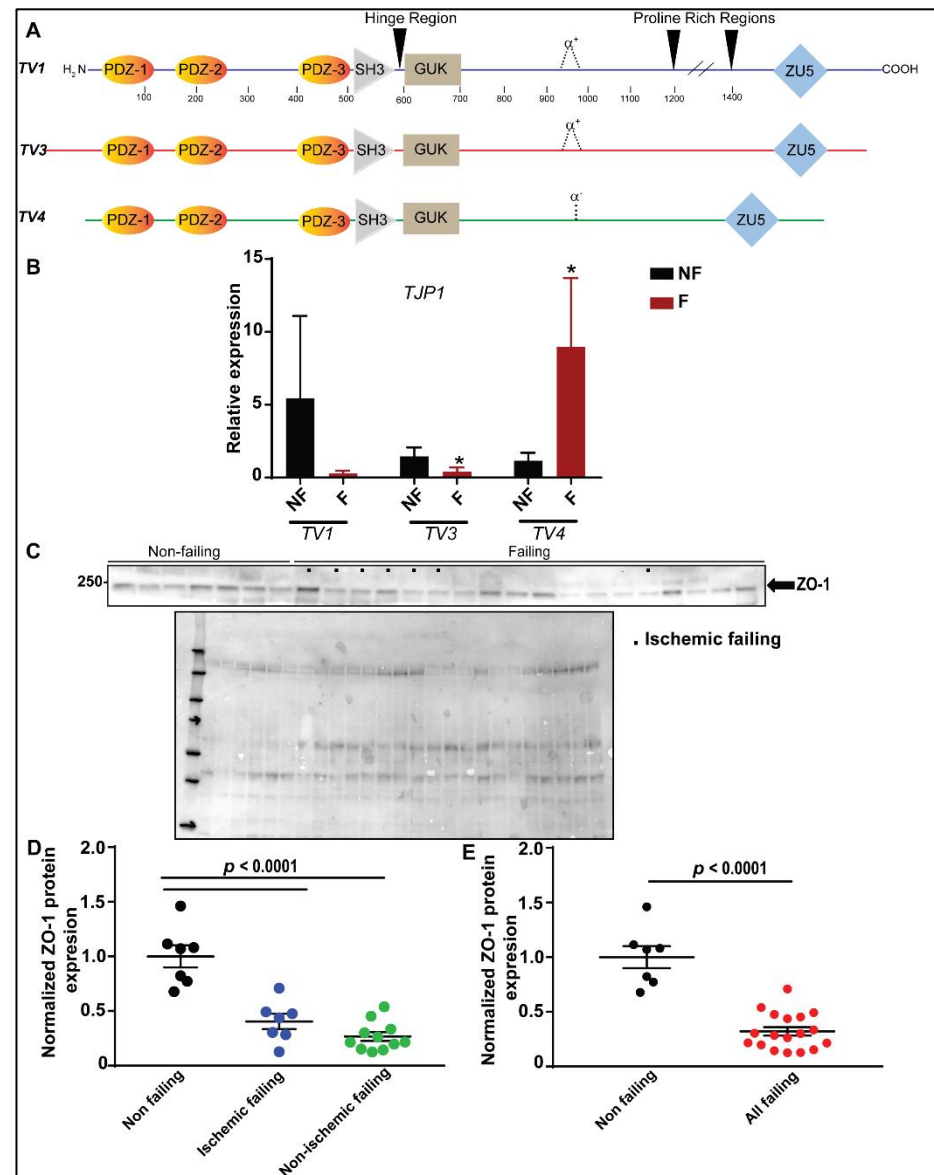 A
Hinge Region
Proline Rich Regions
TV1
H₂N
PDZ-1
PDZ-2
PDZ-3
SH3
GUK
α⁺
ZU5
COOH
100 200 300 400 500 600 700 800 900 1000 1100 1200 1400
TV3
PDZ-1
PDZ-2
PDZ-3
SH3
GUK
α⁺
ZU5
TV4
PDZ-1
PDZ-2
PDZ-3
SH3
GUK
α⁻
ZU5
B
TJP1
NF
F
Relative expression
15
10
5
0
*
*
NF F NF F NF F
TV1 TV3 TV4
C
Non-failing
Failing
250
ZO-1
. Ischemic failing
D
p < 0.0001
Normalized ZO-1 protein
expresion
2.0
1.5
1.0
0.5
0
Non failing
Ischemic failing
Non-ischemic failing
E
p < 0.0001
Normalized ZO-1 protein
expresion
2.0
1.5
1.0
0.5
0
Non failing
All failing